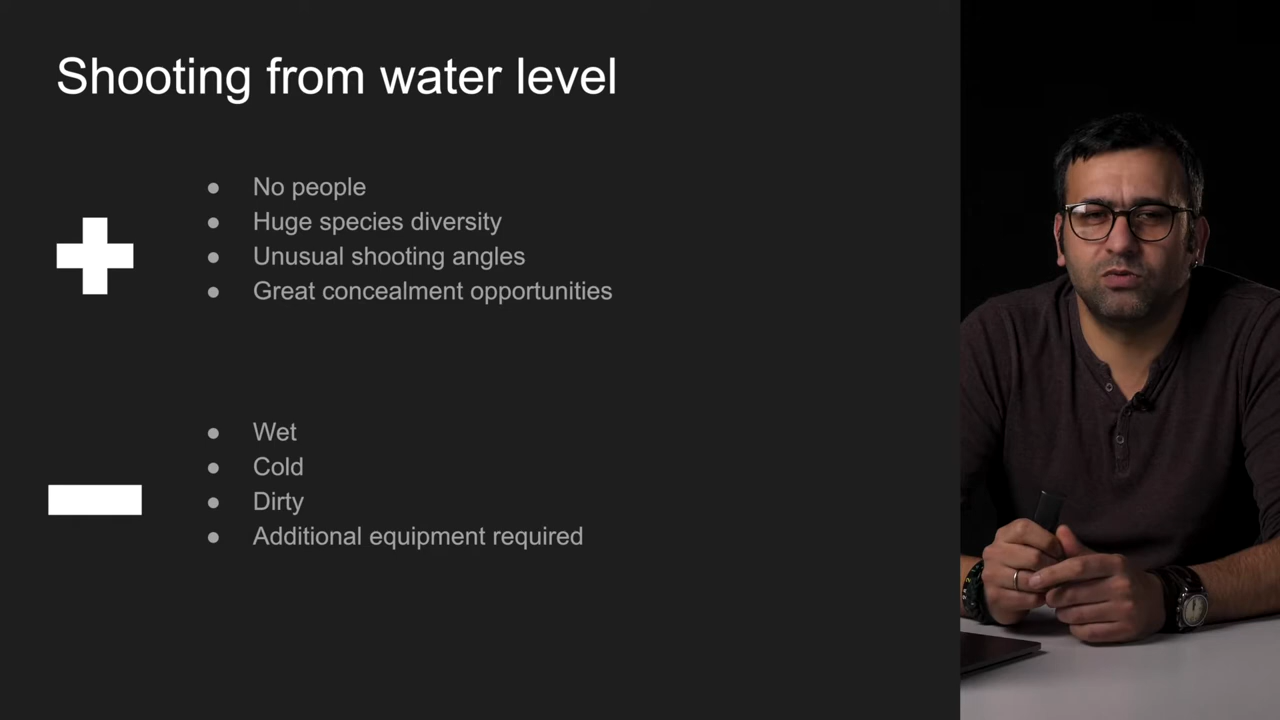 Shooting from water level
● No people
● Huge species diversity
● Unusual shooting angles
● Great concealment opportunities
● Wet
● Cold
● Dirty
● Additional equipment required